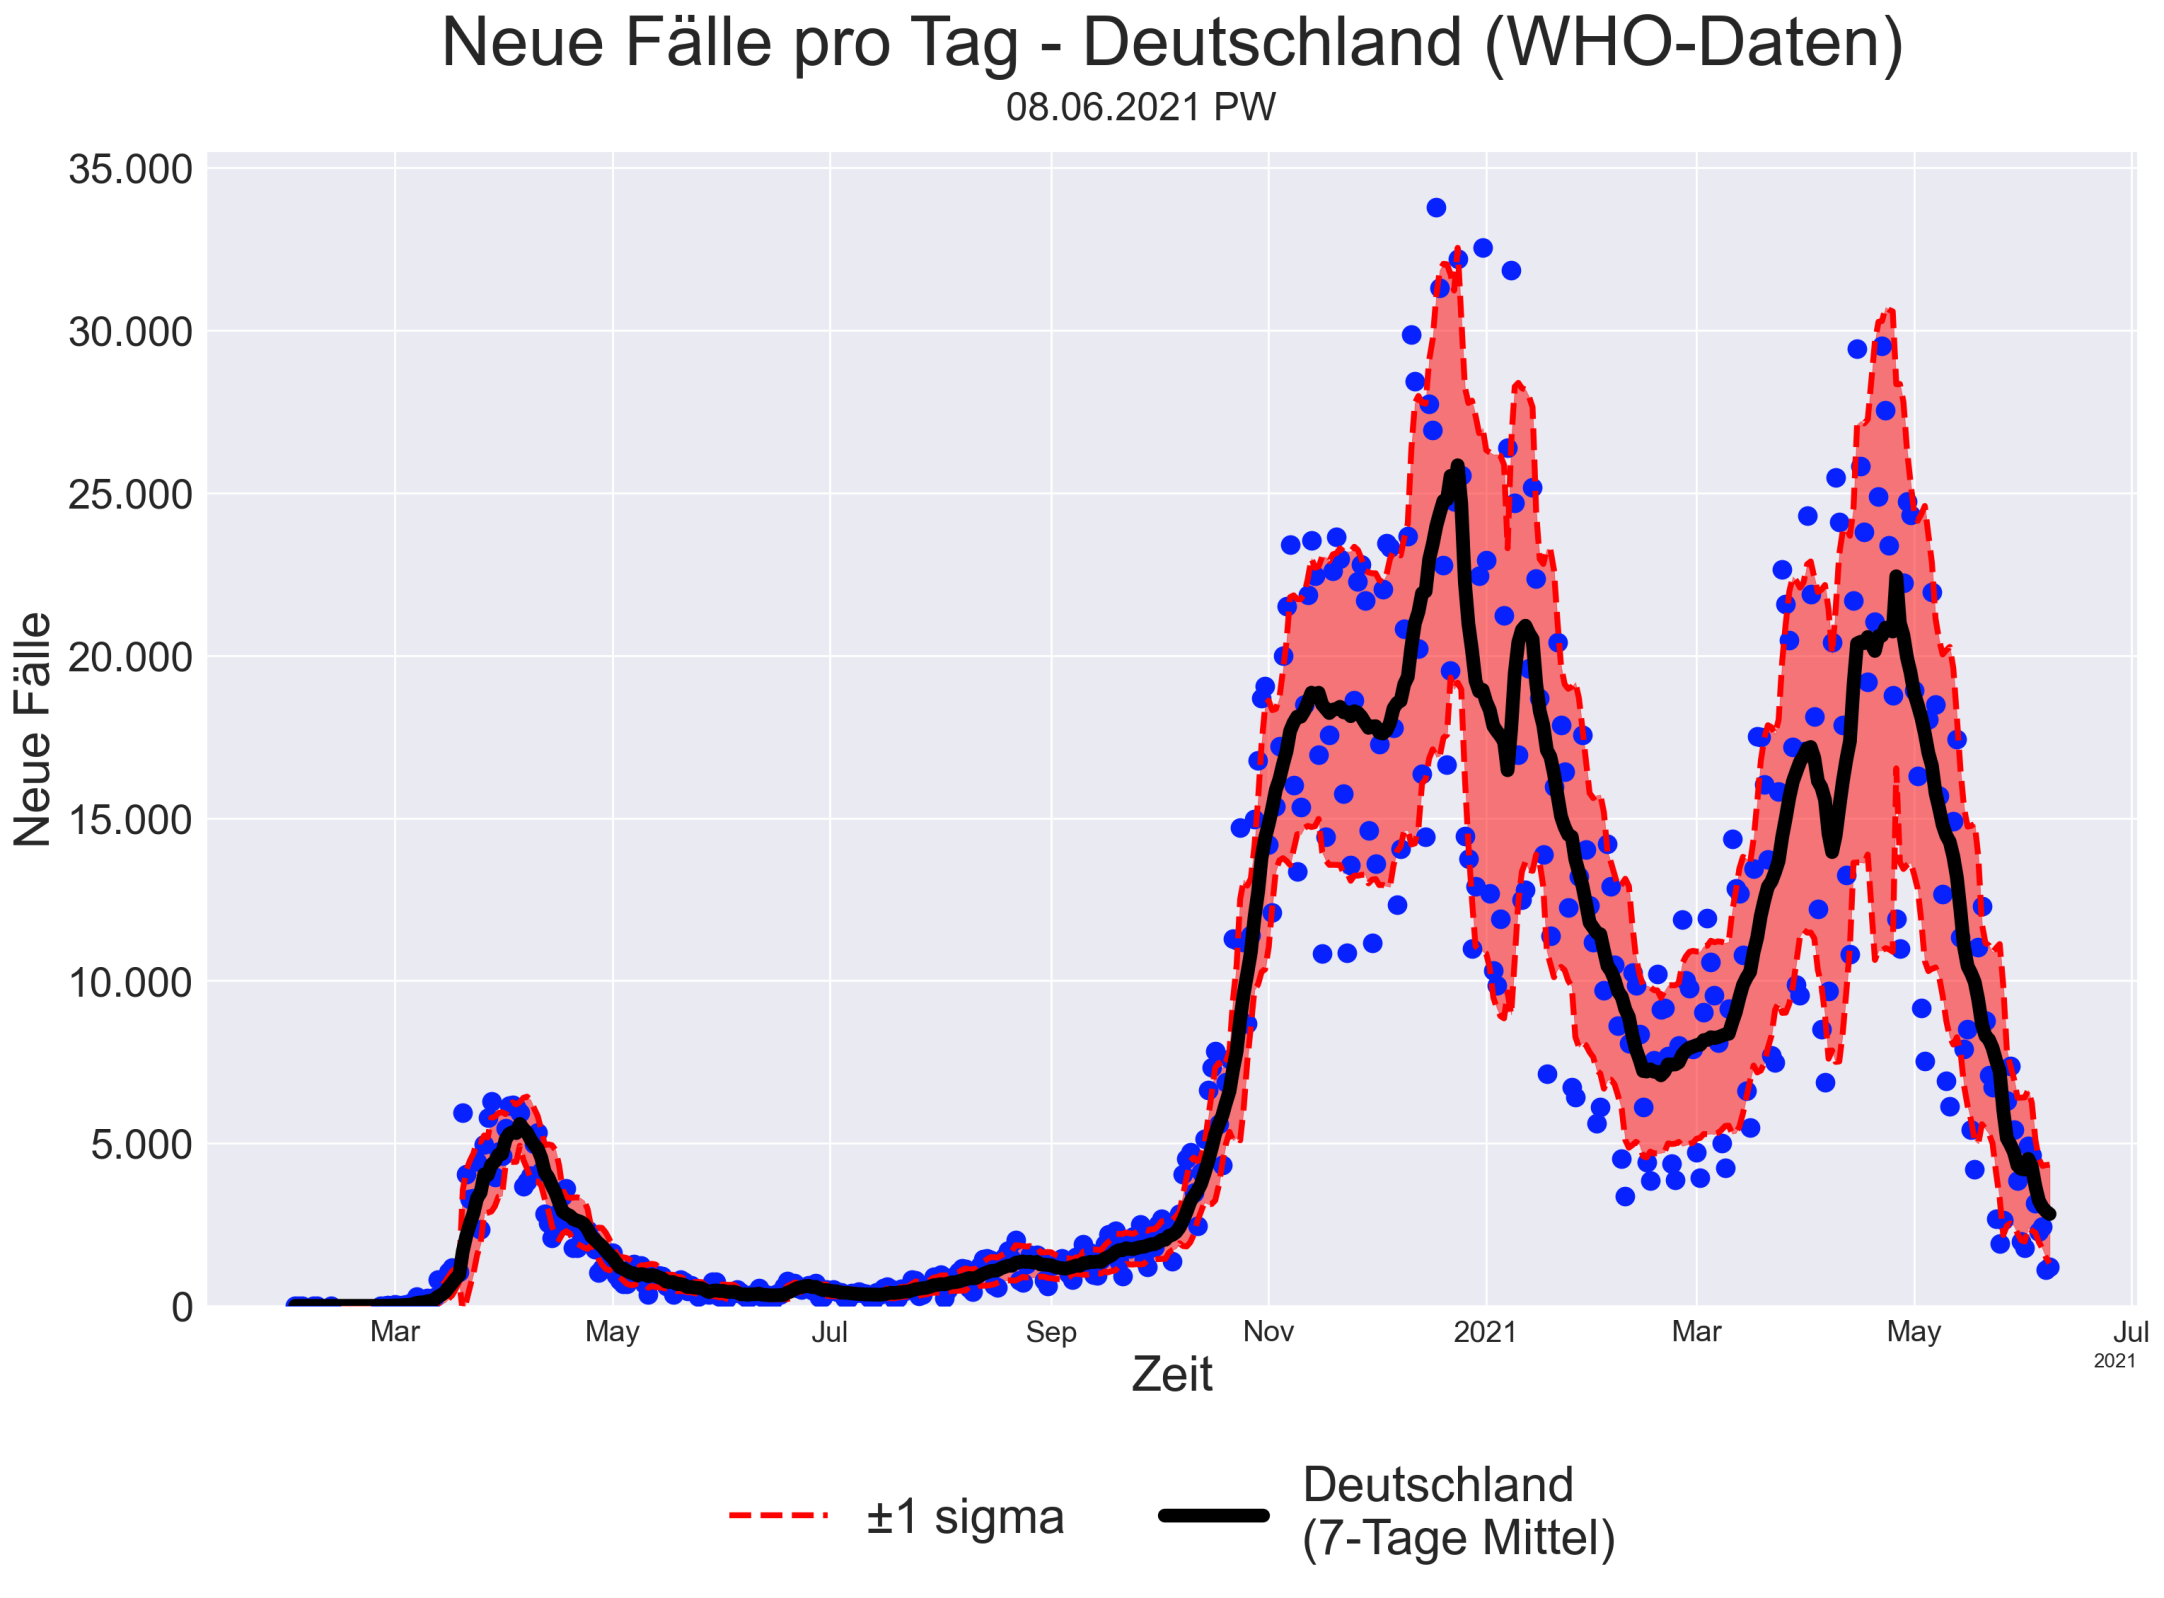 Neue Fälle pro Tag - Deutschland (WHO-Daten)
08.06.2021 PW
35.000
30.000
25.000
20.000
15.000
10.000
5.000
0
Neue Fälle
Mar May Jul Sep Nov 2021 Mar May Jul
2021
Zeit
±1 sigma
Deutschland
(7-Tage Mittel)